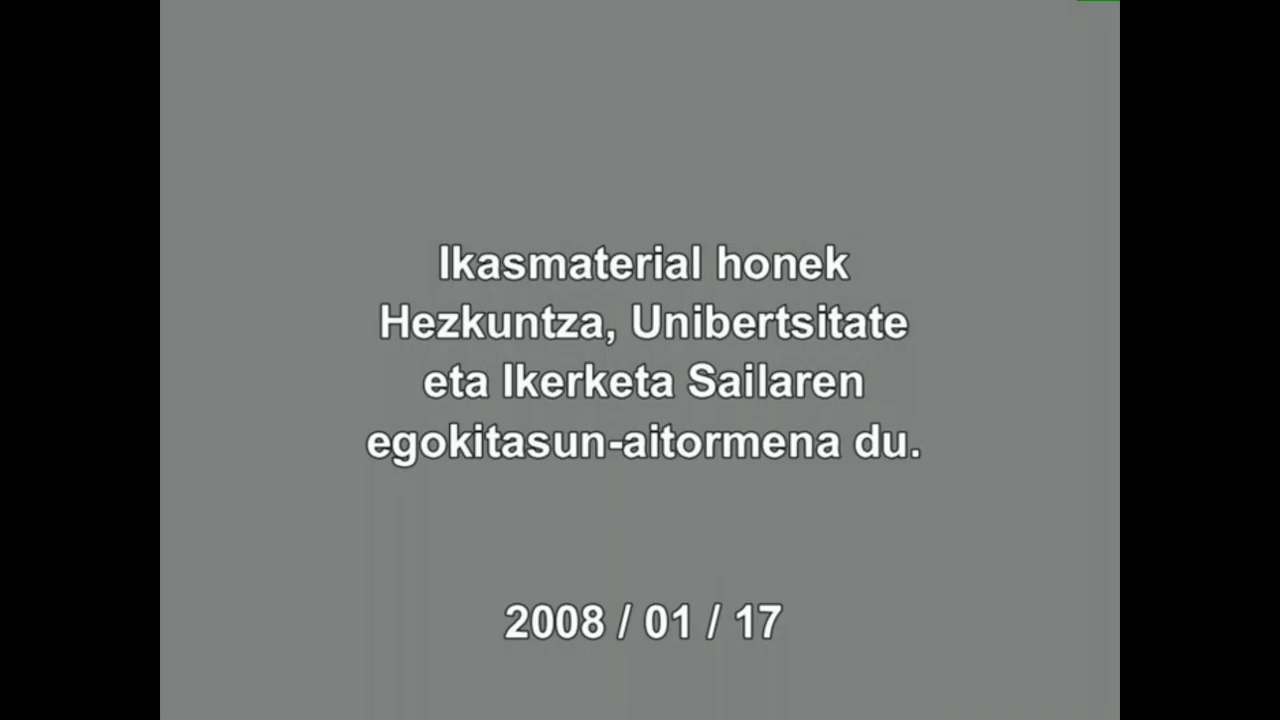 Ikasmaterial honek
Hezkuntza, Unibertsitate
eta Ikerketa Sailaren
egokitasun-aitormena du.
2008 / 01 / 17